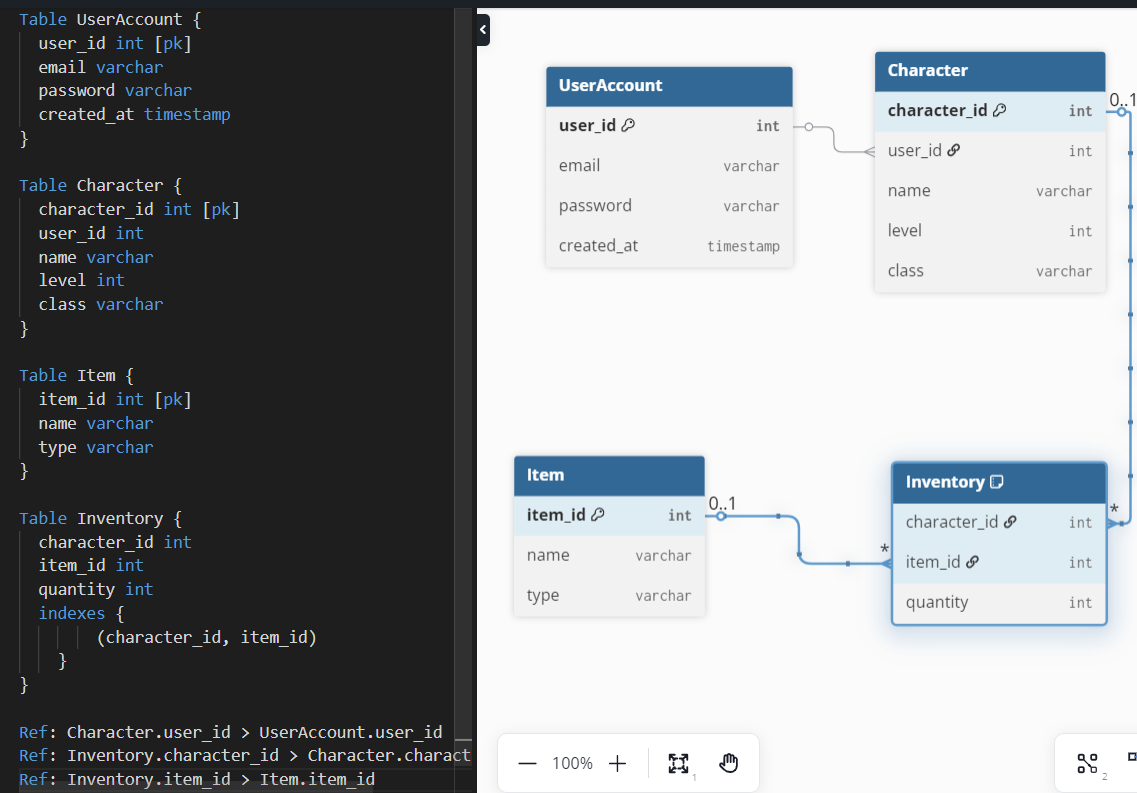 Table UserAccount {
user_id int [pk]
email varchar
password varchar
created_at timestamp
}
Table Character {
character_id int [pk]
user_id int
name varchar
level int
class varchar
}
Table Item {
item_id int [pk]
name varchar
type varchar
}
Table Inventory {
character_id int
item_id int
quantity int
indexes {
(character_id, item_id)
}
}
Ref: Character.user_id > UserAccount.user_id
Ref: Inventory.character_id > Character.charact
Ref: Inventory.item_id > Item.item_id
UserAccount
user_id int
email varchar
password varchar
created_at timestamp
Character
character_id int
user_id int
name varchar
level int
class varchar
0..1
Item
item_id int
name varchar
type varchar
0..1
*
Inventory
character_id int
item_id int
quantity int
*
100%
1
2